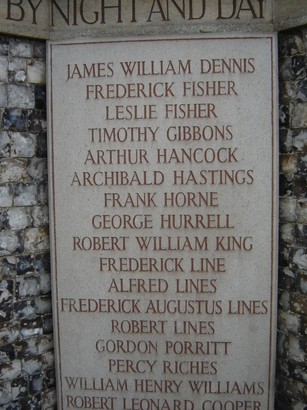 BY NIGHT AND DAY
JAMES WILLIAM DENNIS
FREDERICK FISHER
LESLIE FISHER
TIMOTHY GIBBONS
ARTHUR HANCOCK
ARCHIBALD HASTINGS
FRANK HORNE
GEORGE HURRELL
ROBERT WILLIAM KING
FREDERICK LINE
ALFRED LINES
FREDERICK AUGUSTUS LINES
ROBERT LINES
GORDON PORRITT
PERCY RICHES
WILLIAM HENRY WILLIAMS
ROBERT LEONARD COOPER